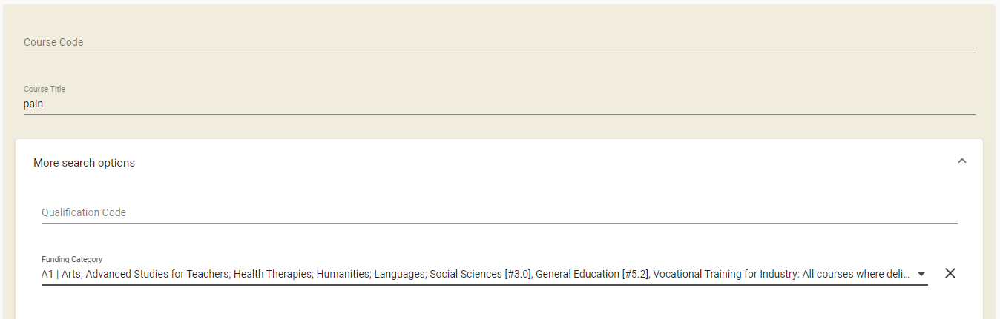 Course Code
Course Title
pain
More search options
Qualification Code
Funding Category
A1 | Arts; Advanced Studies for Teachers; Health Therapies; Humanities; Languages; Social Sciences [#3.0], General Education [#5.2], Vocational Training for Industry: All courses where deli...